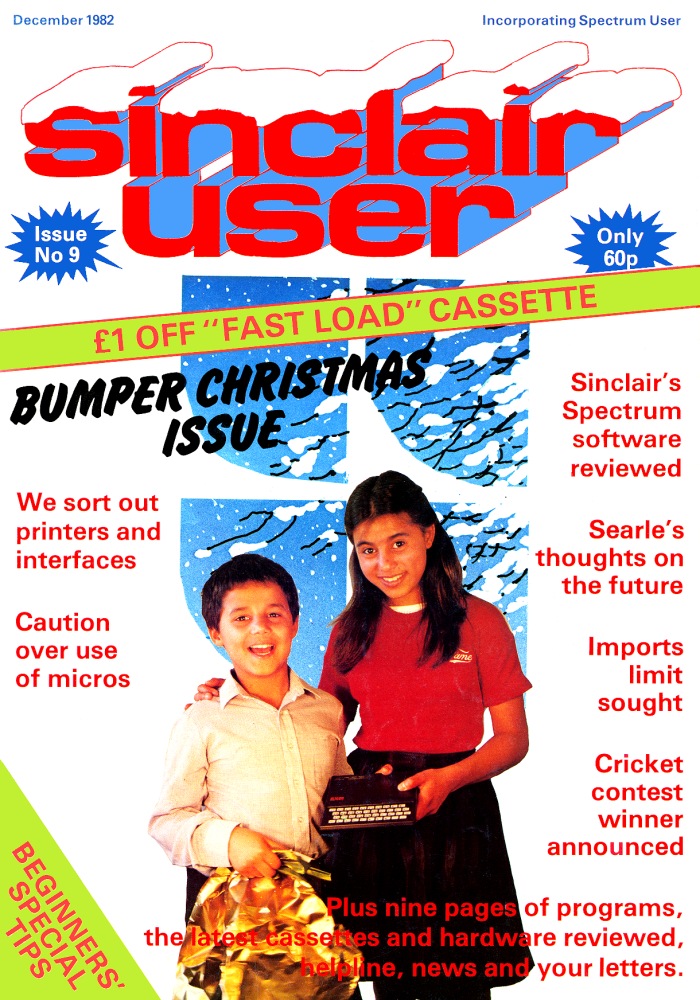 December 1982
Incorporating Spectrum User
sinclair
user
Issue
No 9
Only
60p
£1 OFF "FAST LOAD" CASSETTE
BUMPER CHRISTMAS
ISSUE
We sort out
printers and
interfaces
Caution
over use
of micros
Sinclair's
Spectrum
software
reviewed
Searle's
thoughts on
the future
Imports
limit
sought
Cricket
contest
winner
announced
BEGINNERS'
SPECIAL
TIPS
Plus nine pages of programs,
the latest cassettes and hardware reviewed,
helpline, news and your letters.